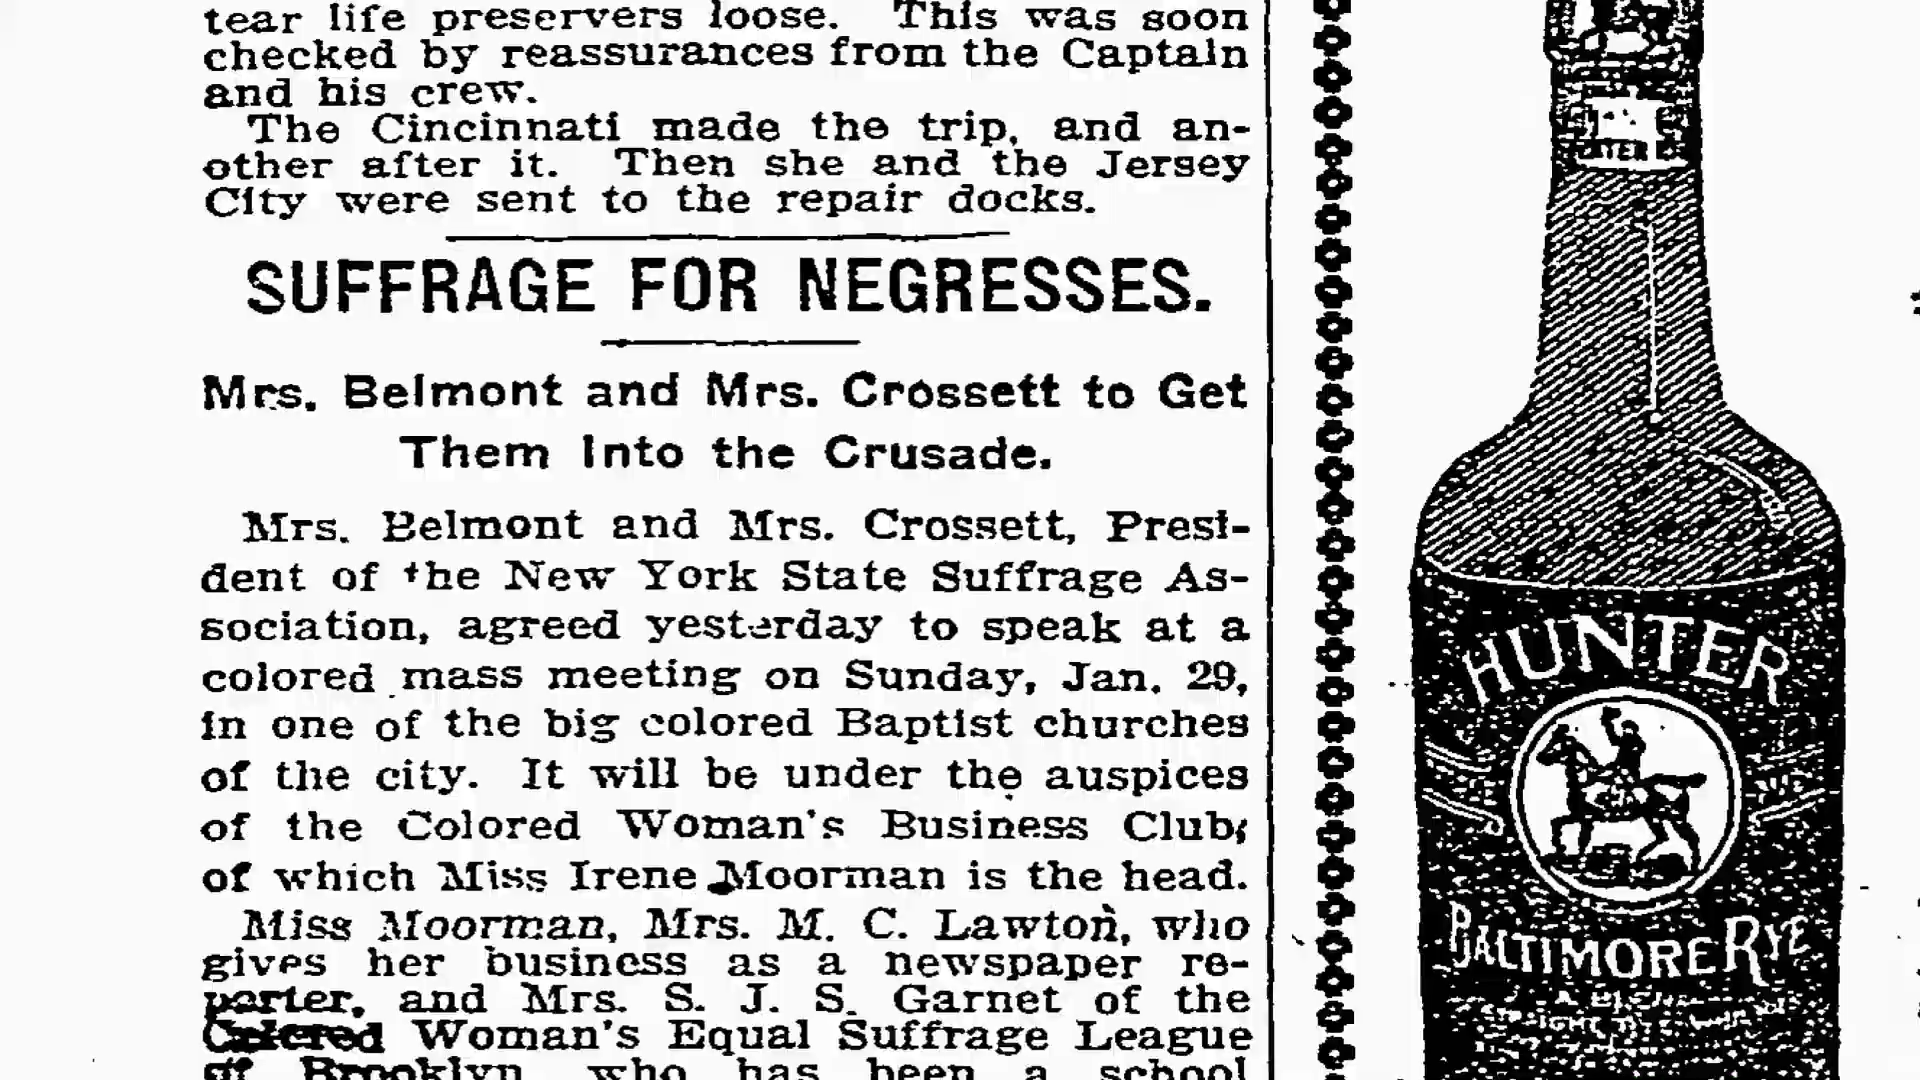 tear life preservers loose. This was soon
checked by reassurances from the Captain
and his crew.
The Cincinnati made the trip, and an-
other after it. Then she and the Jersey
City were sent to the repair docks.
SUFFRAGE FOR NEGRESSES.
Mrs. Belmont and Mrs. Crossett to Get
Them Into the Crusade.
Mrs. Belmont and Mrs. Crossett, Presi-
dent of the New York State Suffrage As-
sociation, agreed yesterday to speak at a
colored mass meeting on Sunday, Jan. 29,
in one of the big colored Baptist churches
of the city. It will be under the auspices
of the Colored Woman's Business Club,
of which Miss Irene Moorman is the head.
Miss Moorman, Mrs. M. C. Lawton, who
gives her business as a newspaper re-
porter, and Mrs. S. J. S. Garnet of the
Colored Woman's Equal Suffrage League
of Brooklyn, who has been a school
HUNTER
BALTIMORE RYE